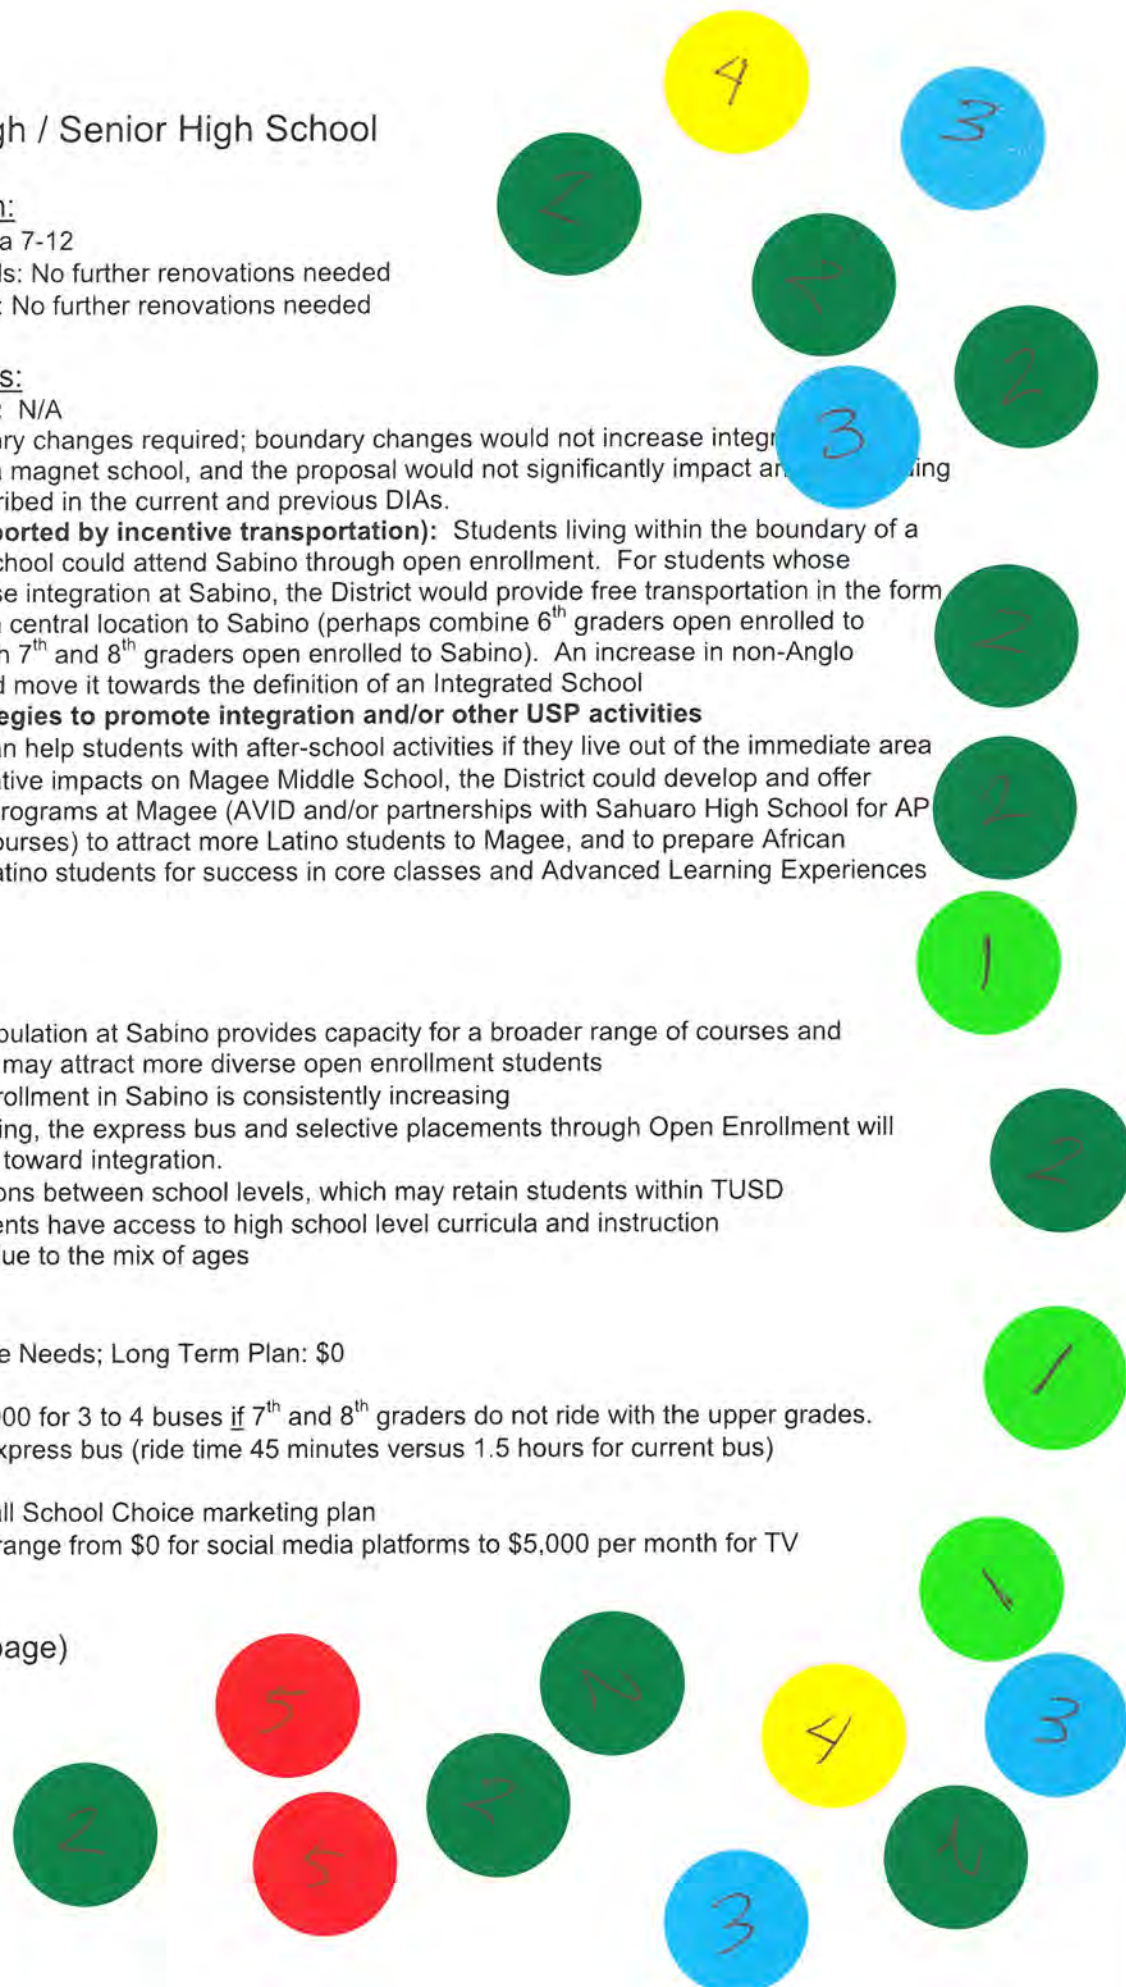 4
3
gh / Senior High School
2
n:
a 7-12
2
ls: No further renovations needed
: No further renovations needed
2
s:
: N/A
3
ary changes required; boundary changes would not increase integr
a magnet school, and the proposal would not significantly impact an ing
ribed in the current and previous DIAs.
ported by incentive transportation): Students living within the boundary of a
chool could attend Sabino through open enrollment. For students whose
se integration at Sabino, the District would provide free transportation in the form
a central location to Sabino (perhaps combine 6th graders open enrolled to
2
h 7th and 8th graders open enrolled to Sabino). An increase in non-Anglo
d move it towards the definition of an Integrated School
tegies to promote integration and/or other USP activities
an help students with after-school activities if they live out of the immediate area
ative impacts on Magee Middle School, the District could develop and offer
rograms at Magee (AVID and/or partnerships with Sahuaro High School for AP
2
ourses) to attract more Latino students to Magee, and to prepare African
atino students for success in core classes and Advanced Learning Experiences
1
pulation at Sabino provides capacity for a broader range of courses and
may attract more diverse open enrollment students
rollment in Sabino is consistently increasing
ing, the express bus and selective placements through Open Enrollment will
2
toward integration.
ons between school levels, which may retain students within TUSD
ents have access to high school level curricula and instruction
ue to the mix of ages
e Needs; Long Term Plan: $0
1
000 for 3 to 4 buses if 7th and 8th graders do not ride with the upper grades.
xpress bus (ride time 45 minutes versus 1.5 hours for current bus)
all School Choice marketing plan
range from $0 for social media platforms to $5,000 per month for TV
1
page)
2
5
4
3
2
2
5
2
3